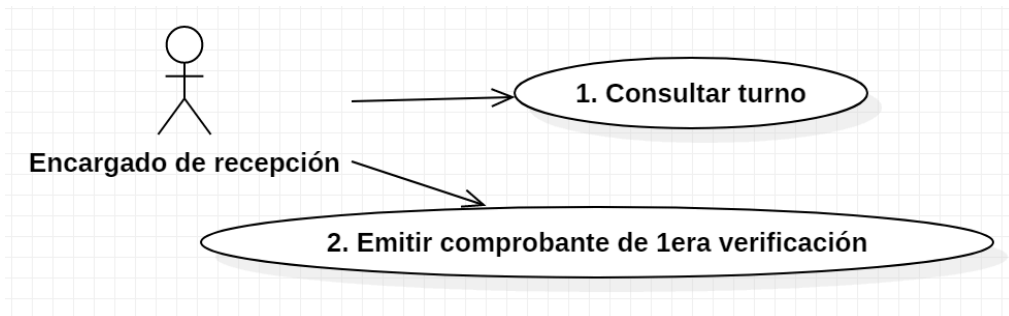 1. Consultar turno
Encargado de recepción
2. Emitir comprobante de 1era verificación